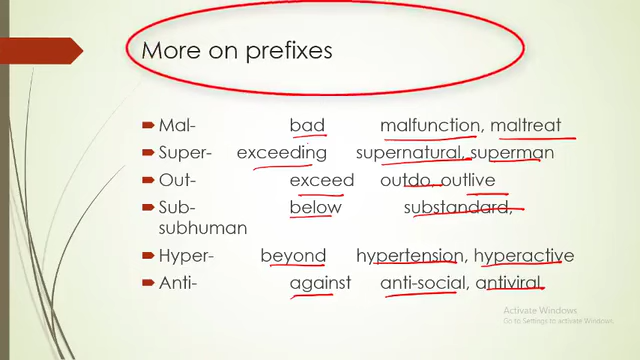 More on prefixes
Mal- bad malfunction, maltreat
Super- exceeding supernatural, superman
Out- exceed outdo, outlive
Sub- below substandard,
subhuman
Hyper- beyond hypertension, hyperactive
Anti- against anti-social, antiviral
Activate Windows
Go to Settings to activate Windows.